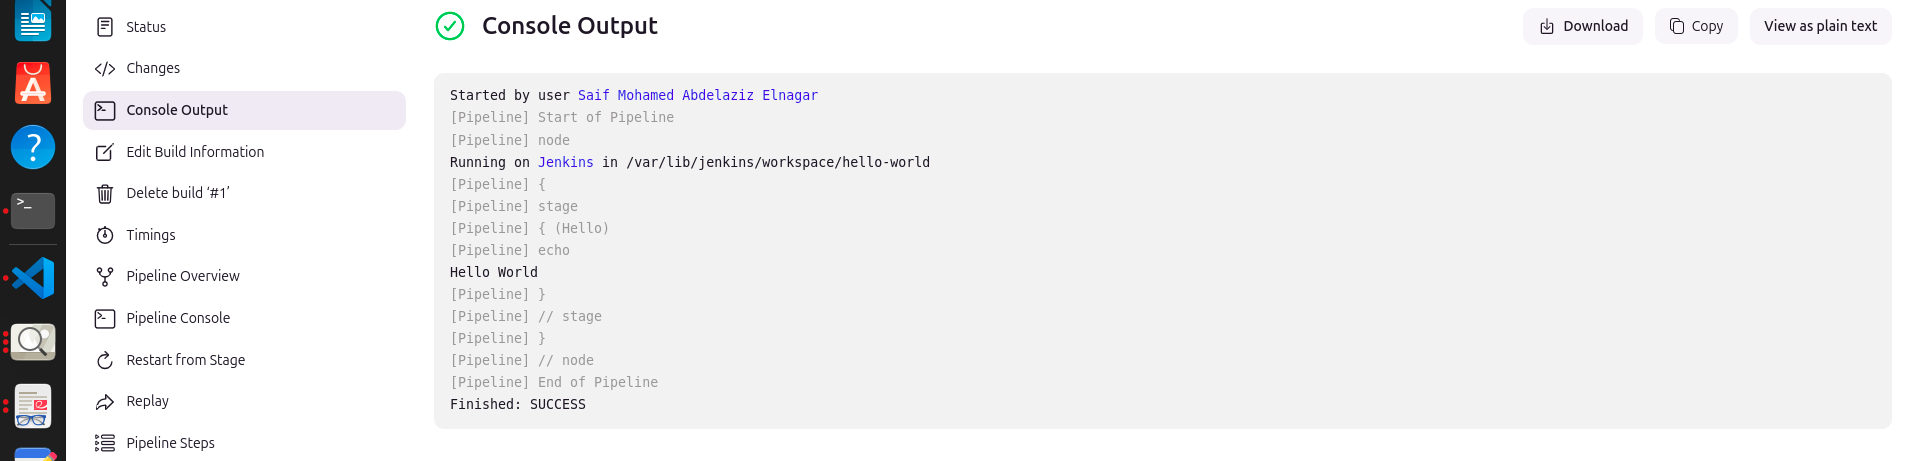 Status
Changes
Console Output
Edit Build Information
Delete build ‘#1’
Timings
Pipeline Overview
Pipeline Console
Restart from Stage
Replay
Pipeline Steps
Console Output
Download
Copy
View as plain text
Started by user Saif Mohamed Abdelaziz Elnagar
[Pipeline] Start of Pipeline
[Pipeline] node
Running on Jenkins in /var/lib/jenkins/workspace/hello-world
[Pipeline] {
[Pipeline] stage
[Pipeline] { (Hello)
[Pipeline] echo
Hello World
[Pipeline] }
[Pipeline] // stage
[Pipeline] }
[Pipeline] // node
[Pipeline] End of Pipeline
Finished: SUCCESS